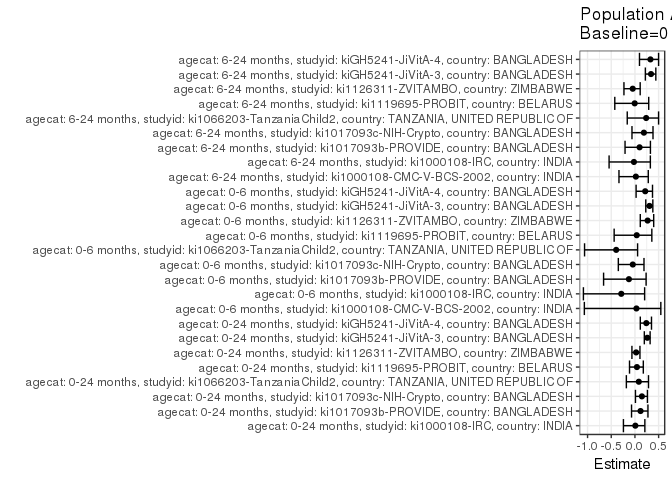 Population
Baseline=0
agecat: 6-24 months, studyid: kiGH5241-JiVitA-4, country: BANGLADESH
agecat: 6-24 months, studyid: kiGH5241-JiVitA-3, country: BANGLADESH
agecat: 6-24 months, studyid: ki1126311-ZVITAMBO, country: ZIMBABWE
agecat: 6-24 months, studyid: ki1119695-PROBIT, country: BELARUS
agecat: 6-24 months, studyid: ki1066203-TanzaniaChild2, country: TANZANIA, UNITED REPUBLIC OF
agecat: 6-24 months, studyid: ki1017093c-NIH-Crypto, country: BANGLADESH
agecat: 6-24 months, studyid: ki1017093b-PROVIDE, country: BANGLADESH
agecat: 6-24 months, studyid: ki1000108-IRC, country: INDIA
agecat: 6-24 months, studyid: ki1000108-CMC-V-BCS-2002, country: INDIA
agecat: 0-6 months, studyid: kiGH5241-JiVitA-4, country: BANGLADESH
agecat: 0-6 months, studyid: kiGH5241-JiVitA-3, country: BANGLADESH
agecat: 0-6 months, studyid: ki1126311-ZVITAMBO, country: ZIMBABWE
agecat: 0-6 months, studyid: ki1119695-PROBIT, country: BELARUS
agecat: 0-6 months, studyid: ki1066203-TanzaniaChild2, country: TANZANIA, UNITED REPUBLIC OF
agecat: 0-6 months, studyid: ki1017093c-NIH-Crypto, country: BANGLADESH
agecat: 0-6 months, studyid: ki1017093b-PROVIDE, country: BANGLADESH
agecat: 0-6 months, studyid: ki1000108-IRC, country: INDIA
agecat: 0-6 months, studyid: ki1000108-CMC-V-BCS-2002, country: INDIA
agecat: 0-24 months, studyid: kiGH5241-JiVitA-4, country: BANGLADESH
agecat: 0-24 months, studyid: kiGH5241-JiVitA-3, country: BANGLADESH
agecat: 0-24 months, studyid: ki1126311-ZVITAMBO, country: ZIMBABWE
agecat: 0-24 months, studyid: ki1119695-PROBIT, country: BELARUS
agecat: 0-24 months, studyid: ki1066203-TanzaniaChild2, country: TANZANIA, UNITED REPUBLIC OF
agecat: 0-24 months, studyid: ki1017093c-NIH-Crypto, country: BANGLADESH
agecat: 0-24 months, studyid: ki1017093b-PROVIDE, country: BANGLADESH
agecat: 0-24 months, studyid: ki1000108-IRC, country: INDIA
-1.0 -0.5 0.0 0.5
Estimate